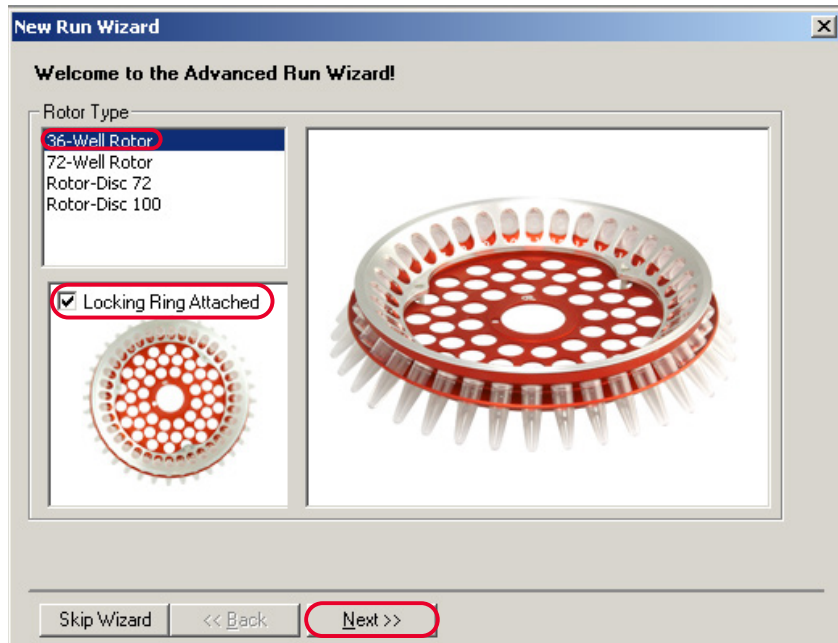 New Run Wizard
Welcome to the Advanced Run Wizard!
Rotor Type
36-Well Rotor
72-Well Rotor
Rotor-Disc 72
Rotor-Disc 100
Locking Ring Attached
Skip Wizard
<< Back
Next >>